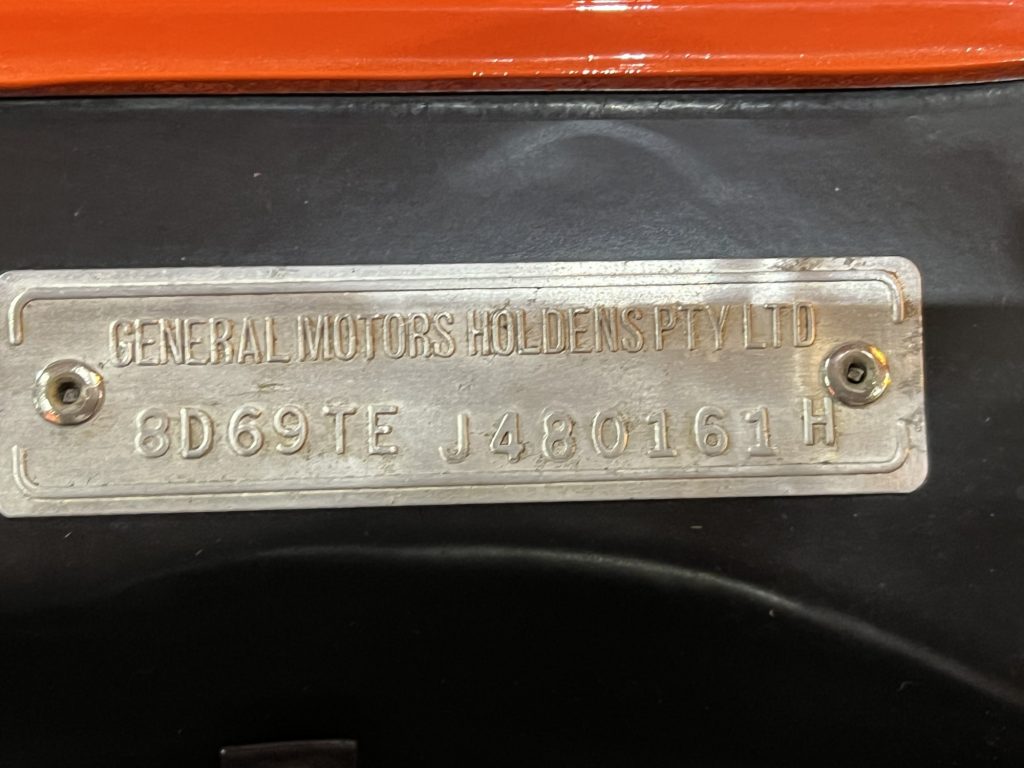 GENERAL MOTORS HOLDENS PTY LTD
8D69TE J480161H